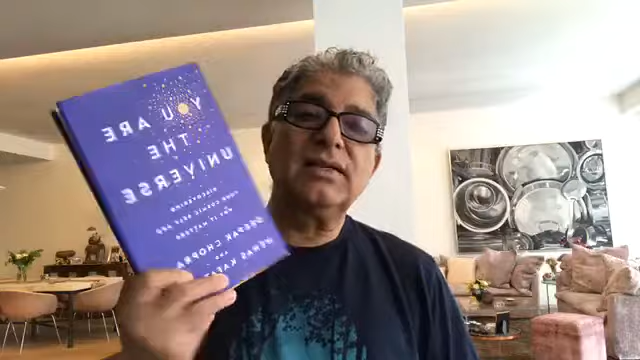 YOU ARE
THE
UNIVERSE
DISCOVERING
YOUR COSMIC SELF AND
WHY IT MATTERS
DEEPAK CHOPRA
AND
MENAS